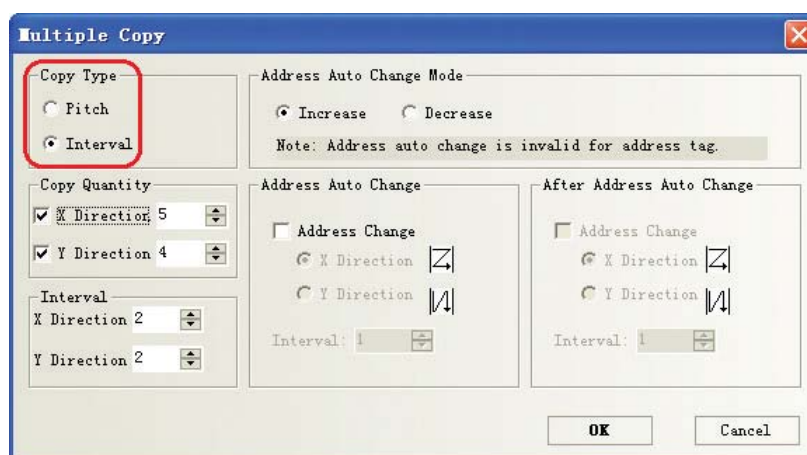 Multiple Copy
Copy Type
Pitch
Interval
Address Auto Change Mode
Increase Decrease
Note: Address auto change is invalid for address tag.
Copy Quantity
X Direction 5
Y Direction 4
Interval
X Direction 2
Y Direction 2
Address Auto Change
Address Change
X Direction
Y Direction
Interval: 1
After Address Auto Change
Address Change
X Direction
Y Direction
Interval: 1
OK Cancel